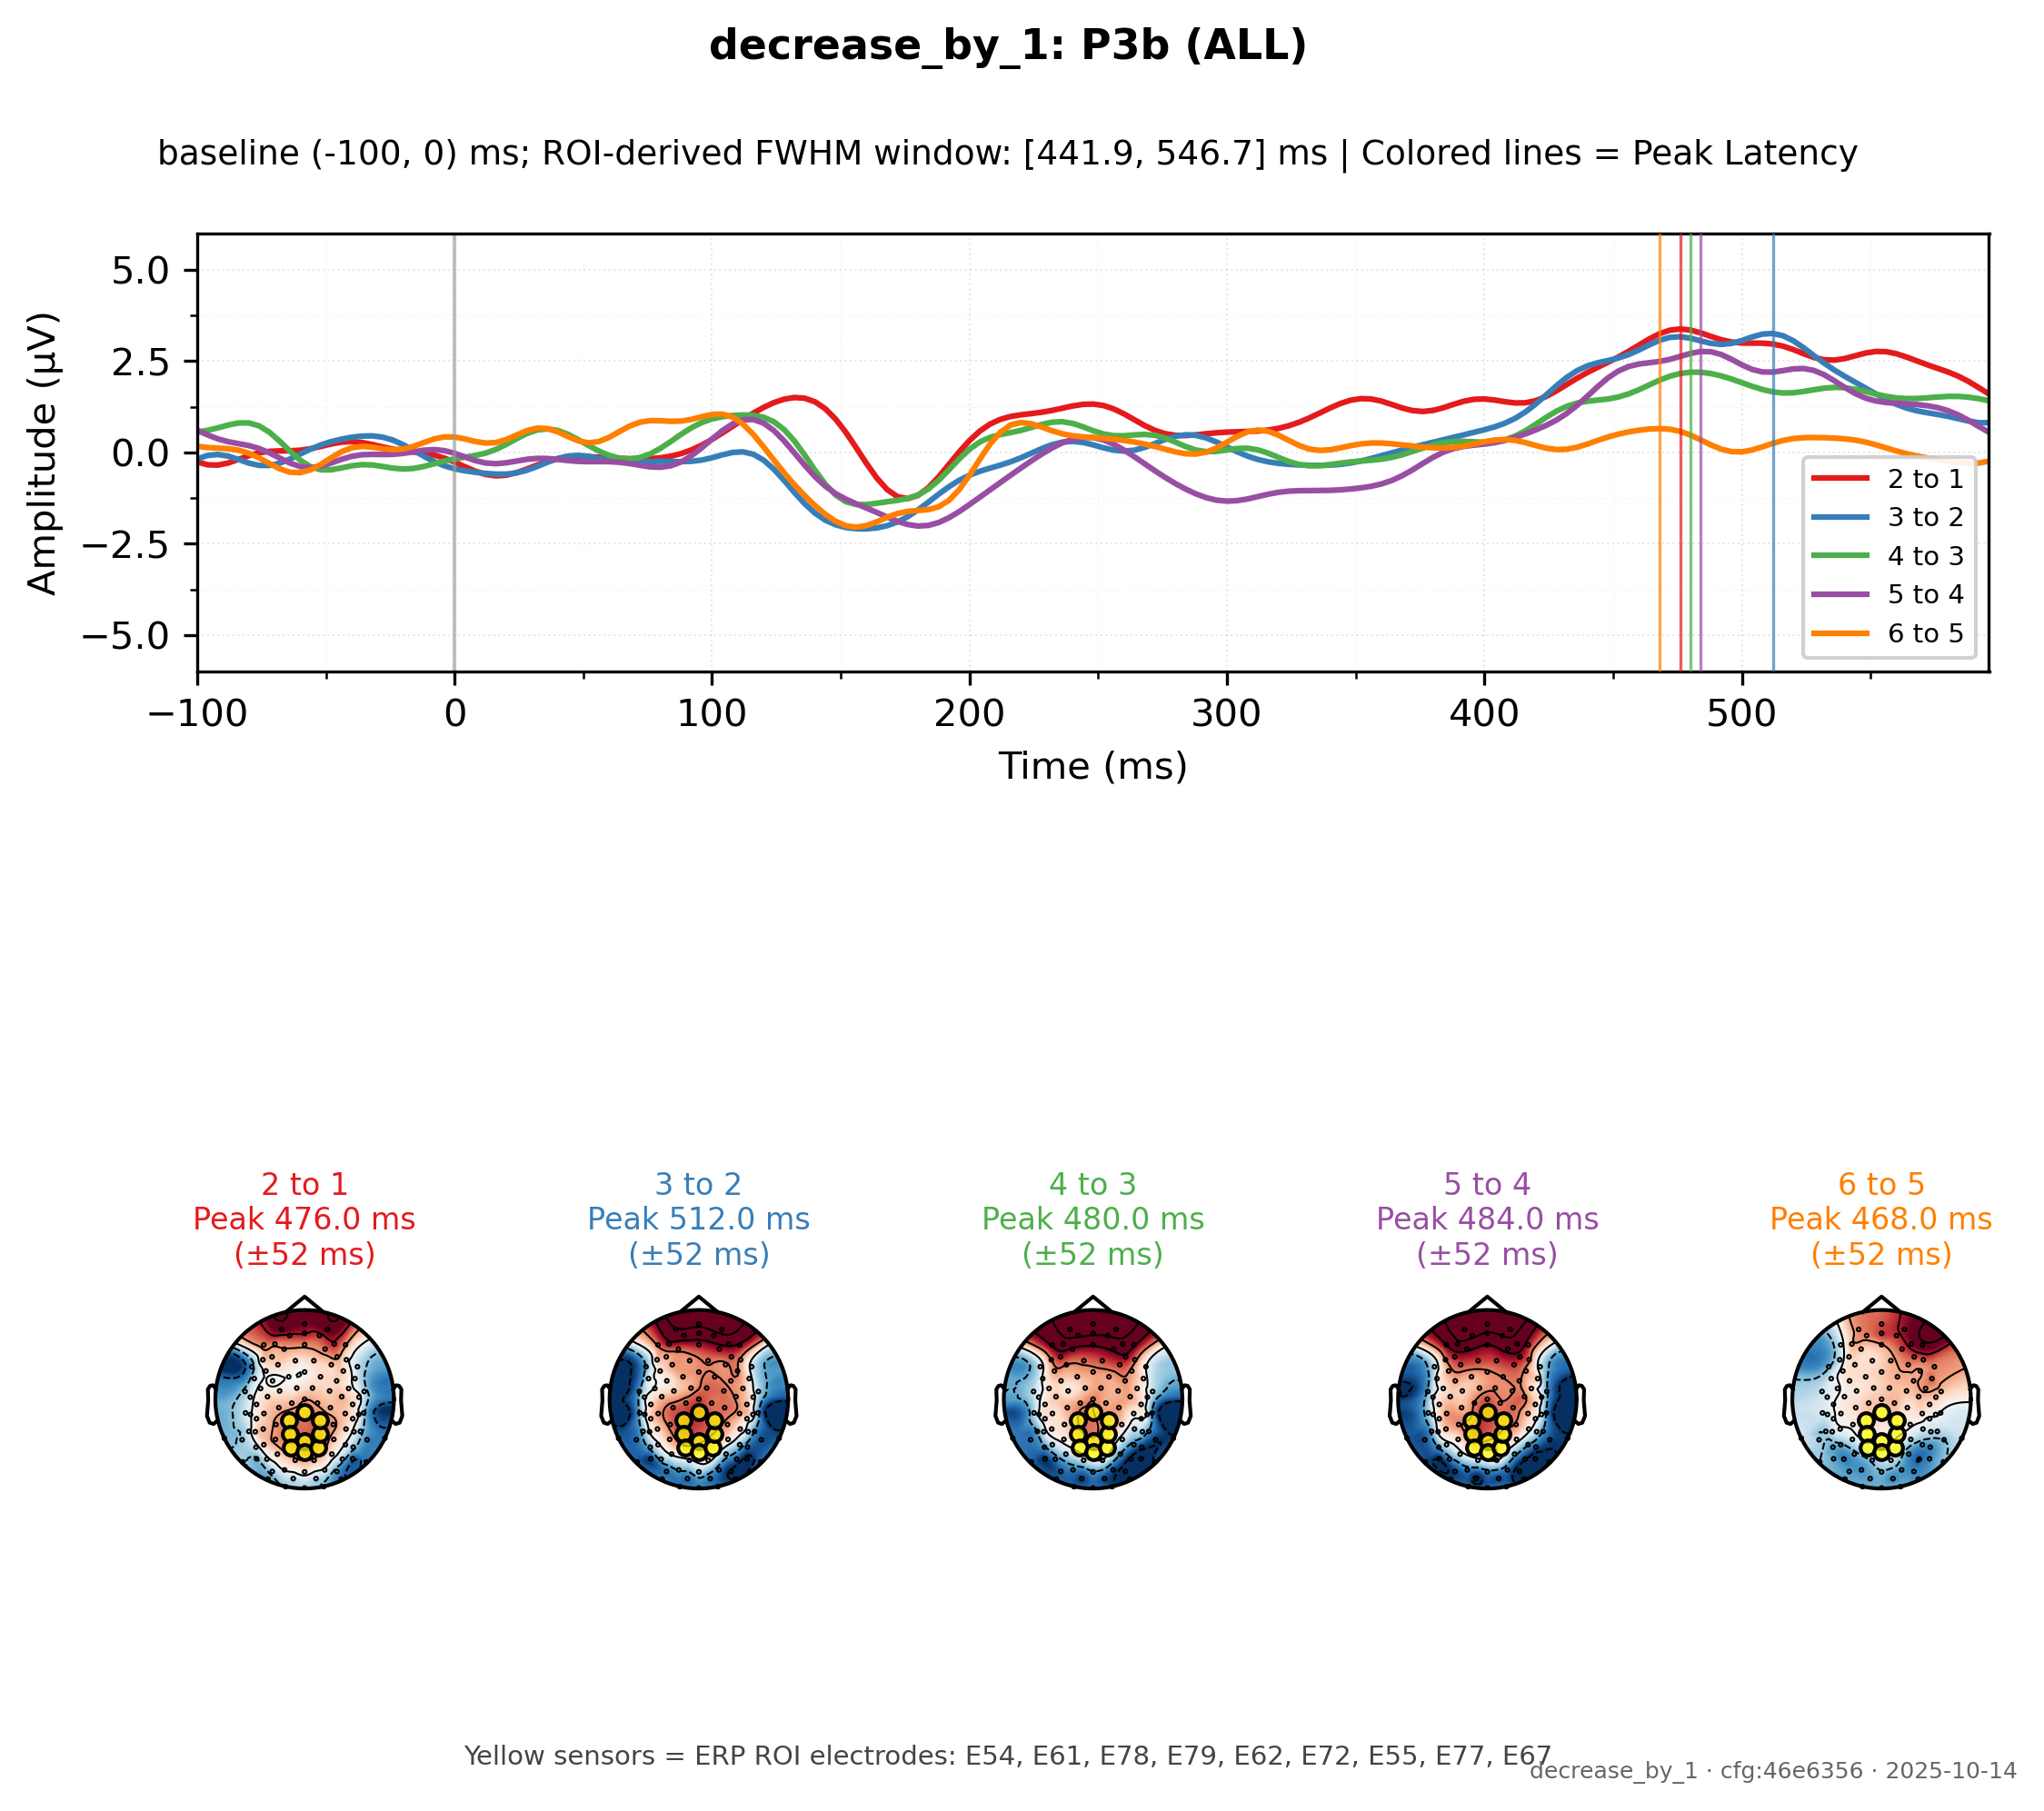 decrease_by_1: P3b (ALL)
baseline (-100, 0) ms; ROI-derived FWHM window: [441.9, 546.7] ms | Colored lines = Peak Latency
Amplitude (µV)
5.0
2.5
0.0
−2.5
−5.0
2 to 1
3 to 2
4 to 3
5 to 4
6 to 5
−100 0 100 200 300 400 500
Time (ms)
2 to 1
Peak 476.0 ms
(±52 ms)
3 to 2
Peak 512.0 ms
(±52 ms)
4 to 3
Peak 480.0 ms
(±52 ms)
5 to 4
Peak 484.0 ms
(±52 ms)
6 to 5
Peak 468.0 ms
(±52 ms)
Yellow sensors = ERP ROI electrodes: E54, E61, E78, E79, E62, E72, E55, E77, E67
decrease_by_1 · cfg:46e6356 · 2025-10-14